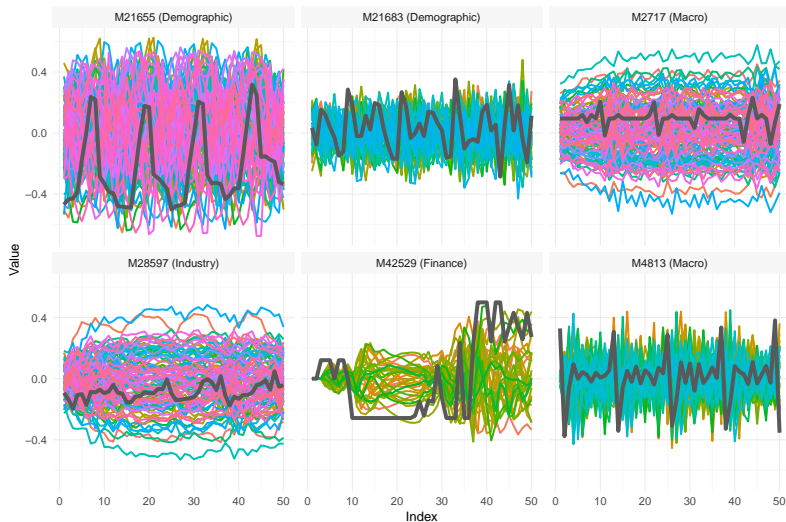 M21655 (Demographic) M21683 (Demographic) M2717 (Macro)
0.4
0.0
−0.4
Value
M28597 (Industry) M42529 (Finance) M4813 (Macro)
0.4
0.0
−0.4
0 10 20 30 40 50 0 10 20 30 40 50 0 10 20 30 40 50
Index